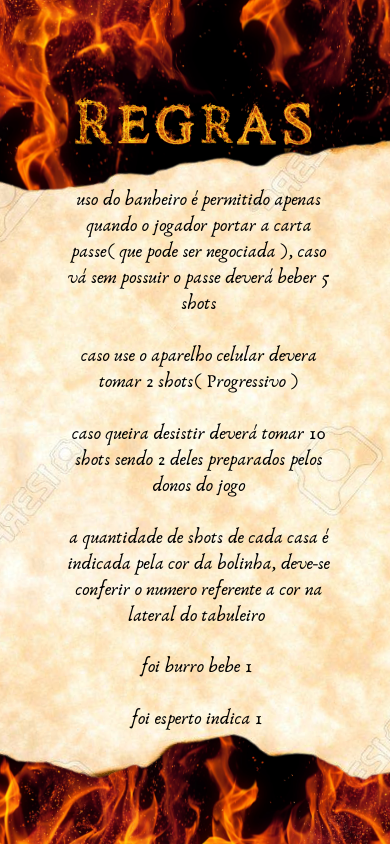 REGRAS
uso do banheiro é permitido apenas
quando o jogador portar a carta
passe( que pode ser negociada ), caso
vá sem possuir o passe deverá beber 5
shots
caso use o aparelho celular devera
tomar 2 shots( Progressivo )
caso queira desistir deverá tomar 10
shots sendo 2 deles preparados pelos
donos do jogo
a quantidade de shots de cada casa é
indicada pela cor da bolinha, deve-se
conferir o numero referente a cor na
lateral do tabuleiro
foi burro bebe 1
foi esperto indica 1